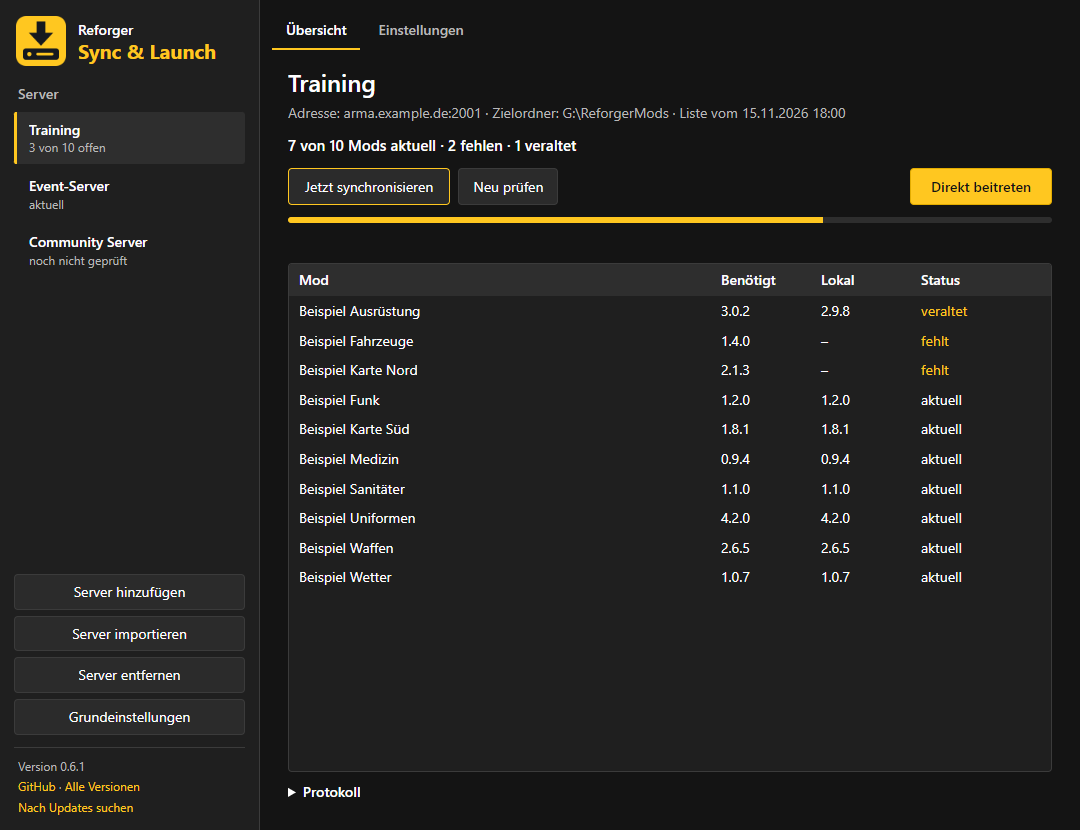 Reforger
Sync & Launch
Server
Training
3 von 10 offen
Event-Server
aktuell
Community Server
noch nicht geprüft
Server hinzufügen
Server importieren
Server entfernen
Grundeinstellungen
Version 0.6.1
GitHub · Alle Versionen
Nach Updates suchen
Übersicht Einstellungen
Training
Adresse: arma.example.de:2001 · Zielordner: G:\ReforgerMods · Liste vom 15.11.2026 18:00
7 von 10 Mods aktuell · 2 fehlen · 1 veraltet
Jetzt synchronisieren Neu prüfen Direkt beitreten
Mod Benötigt Lokal Status
Beispiel Ausrüstung 3.0.2 2.9.8 veraltet
Beispiel Fahrzeuge 1.4.0 – fehlt
Beispiel Karte Nord 2.1.3 – fehlt
Beispiel Funk 1.2.0 1.2.0 aktuell
Beispiel Karte Süd 1.8.1 1.8.1 aktuell
Beispiel Medizin 0.9.4 0.9.4 aktuell
Beispiel Sanitäter 1.1.0 1.1.0 aktuell
Beispiel Uniformen 4.2.0 4.2.0 aktuell
Beispiel Waffen 2.6.5 2.6.5 aktuell
Beispiel Wetter 1.0.7 1.0.7 aktuell
Protokoll